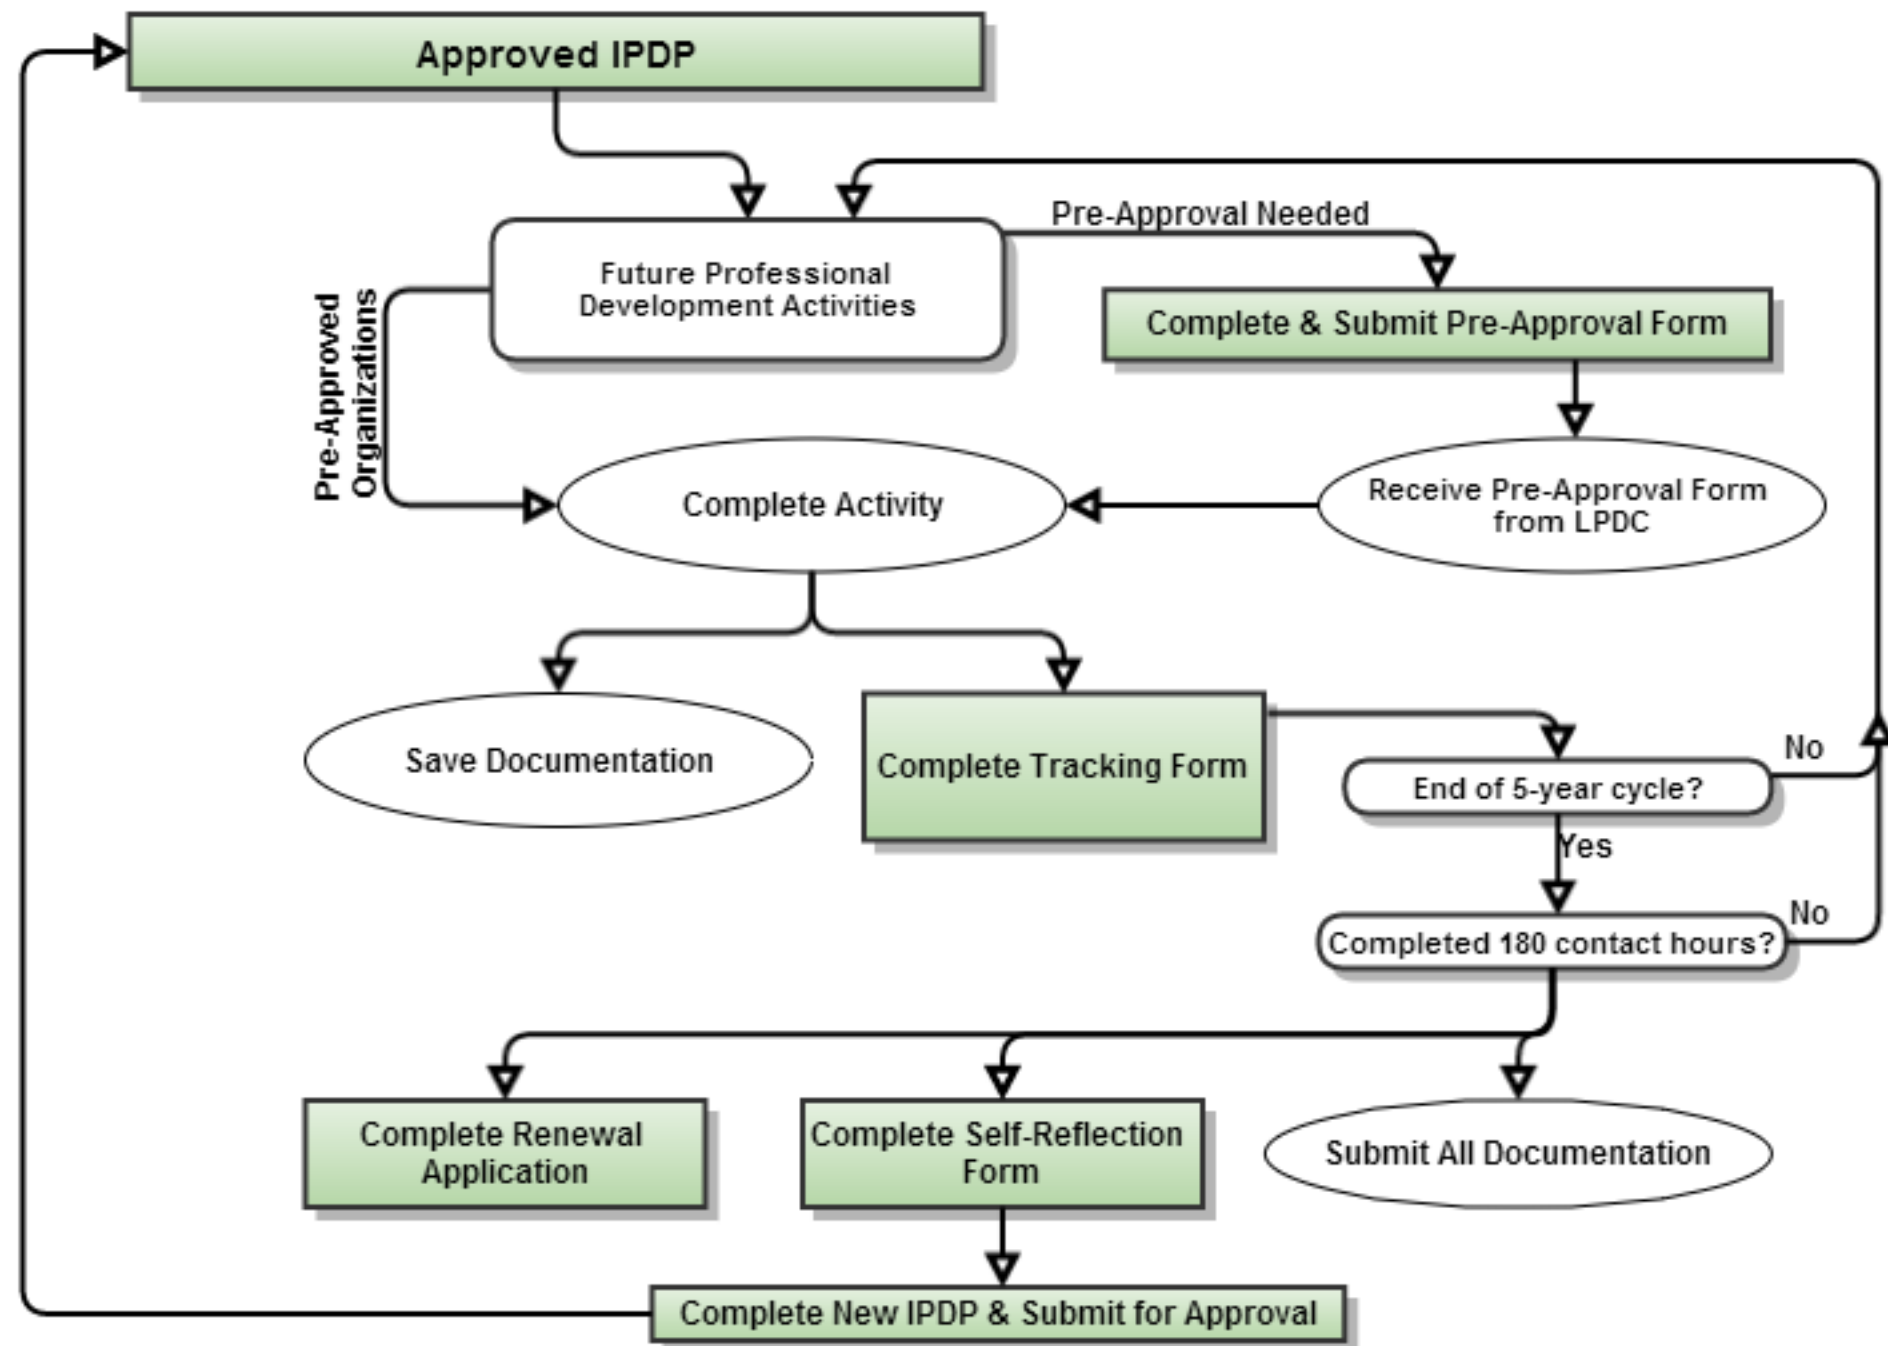 Approved IPDP
Pre-Approval Needed
Future Professional
Development Activities
Complete & Submit Pre-Approval Form
Pre-Approved
Organizations
Complete Activity
Receive Pre-Approval Form
from LPDC
Save Documentation
Complete Tracking Form
No
End of 5-year cycle?
Yes
No
Completed 180 contact hours?
Complete Renewal
Application
Complete Self-Reflection
Form
Submit All Documentation
Complete New IPDP & Submit for Approval